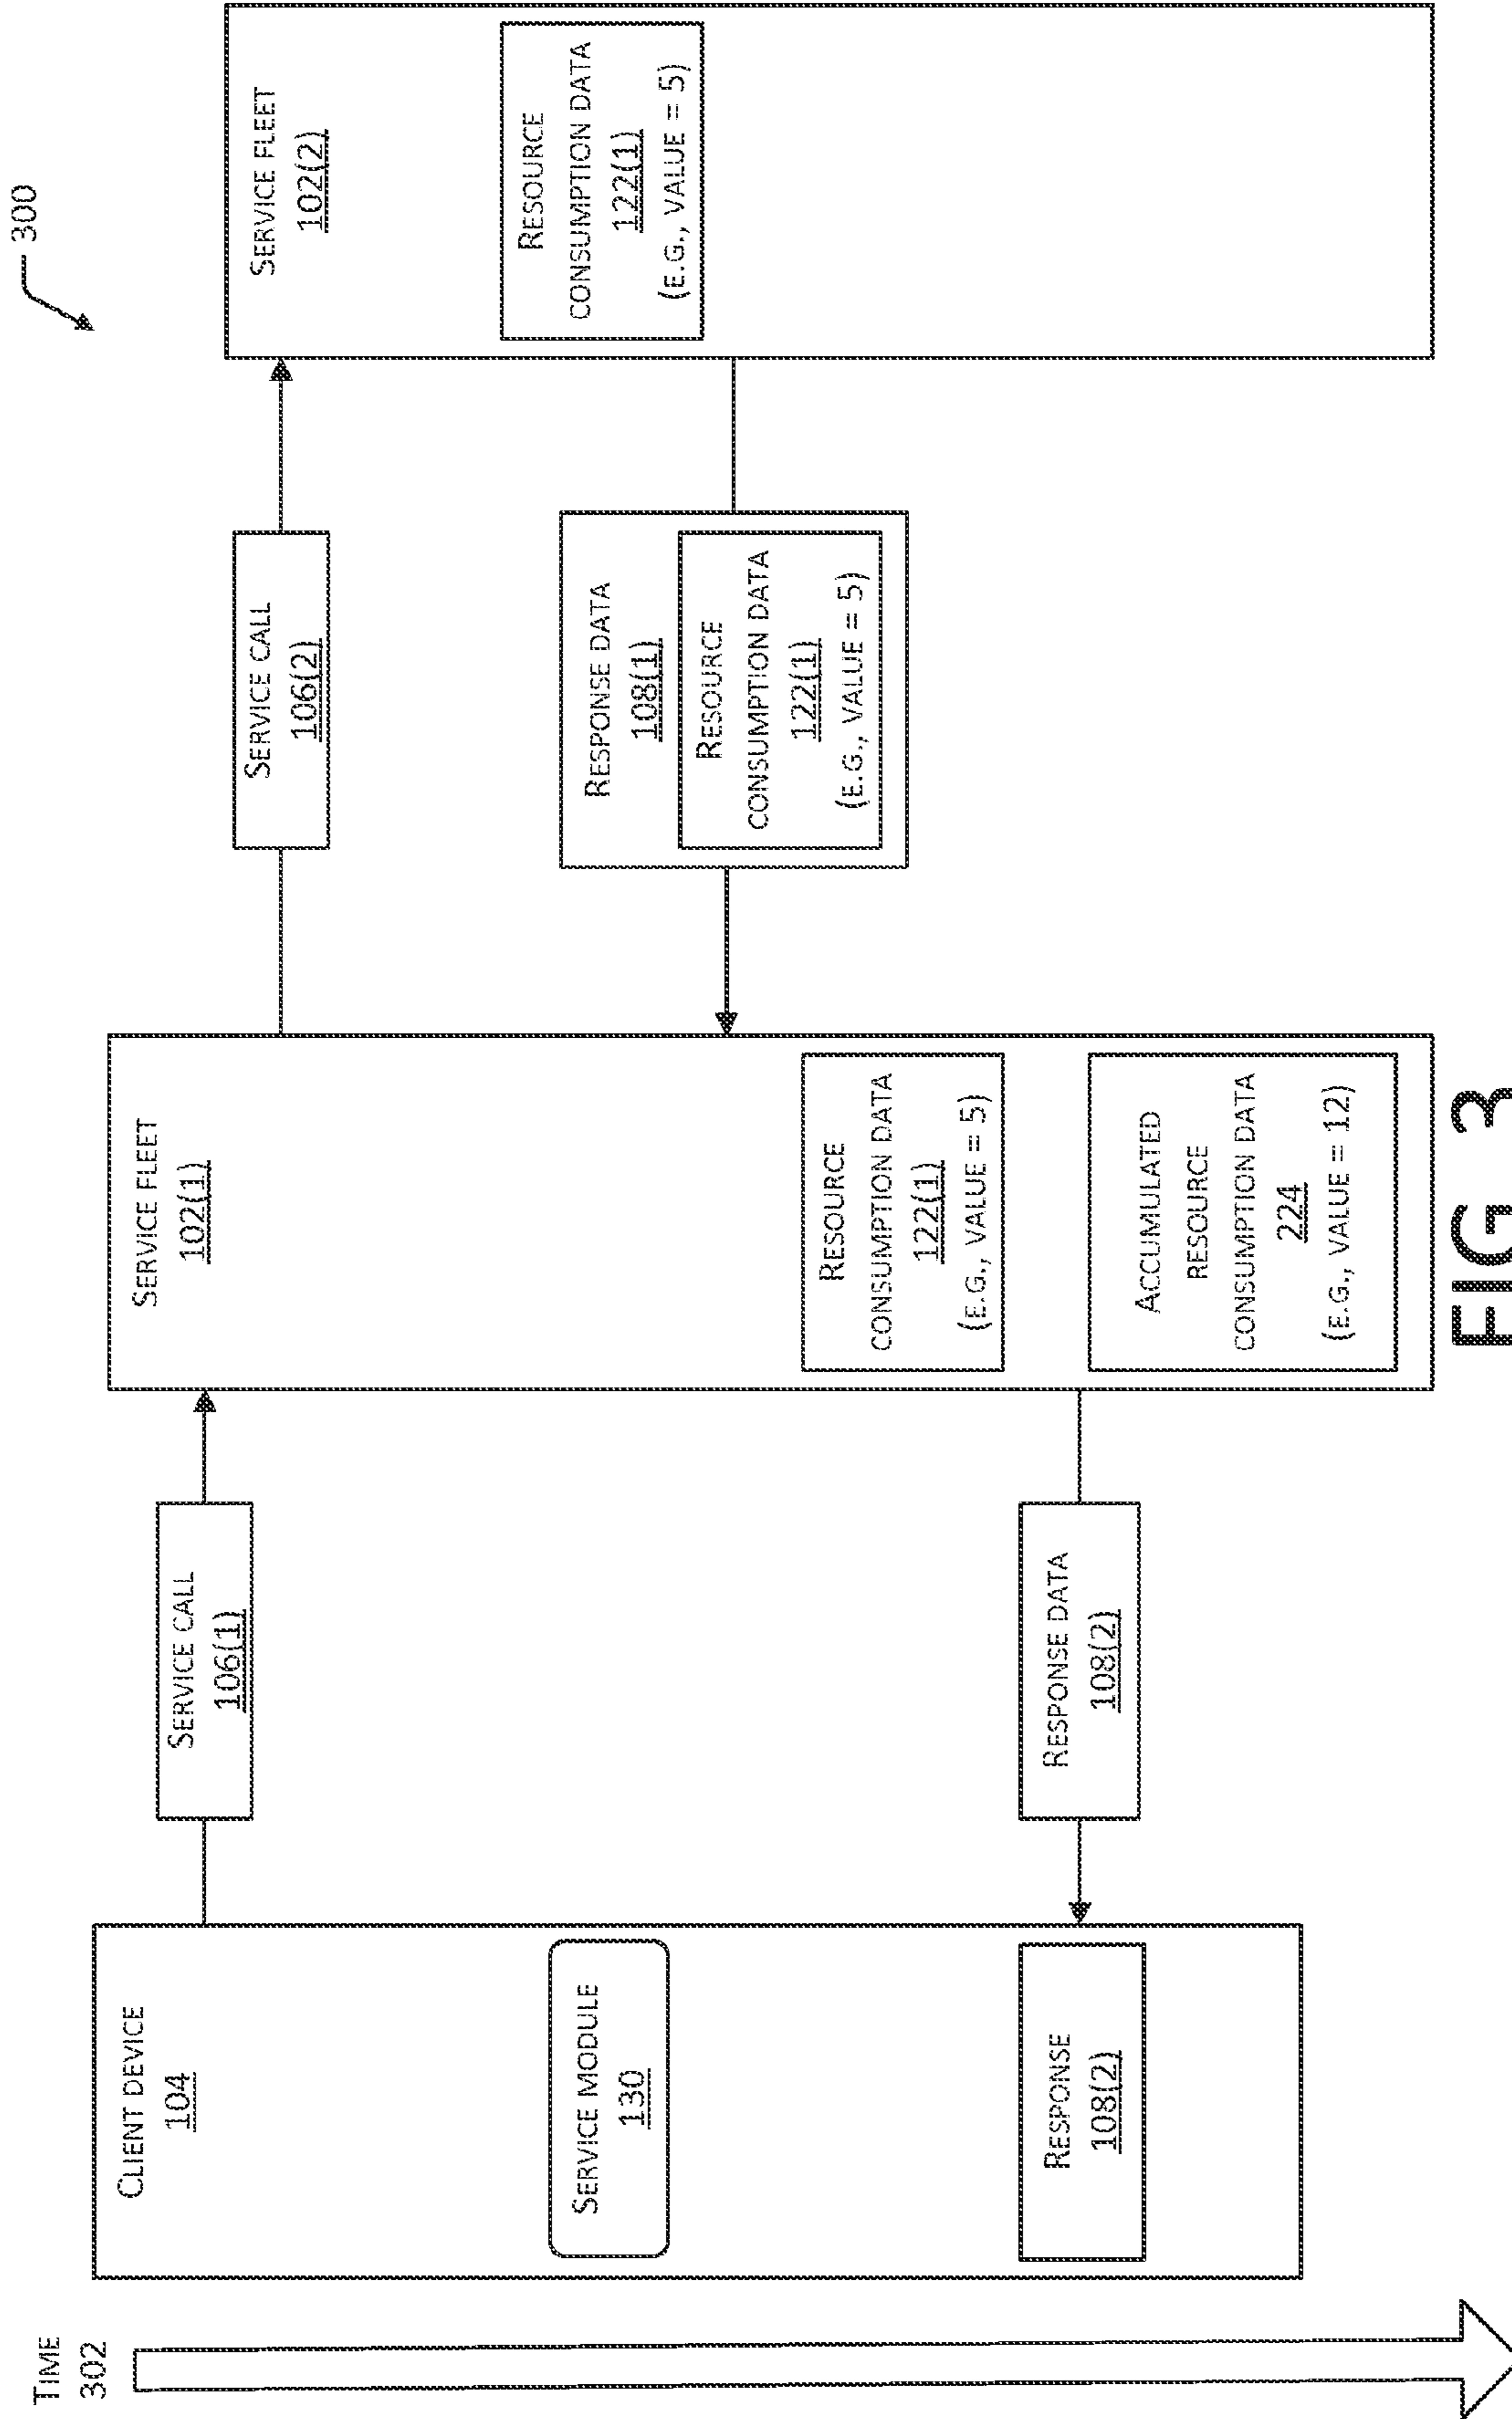 300
TIME
302
CLIENT DEVICE
104
SERVICE MODULE
130
RESPONSE
108(2)
SERVICE CALL
106(1)
RESPONSE DATA
108(2)
SERVICE FLEET
102(1)
RESOURCE
CONSUMPTION DATA
122(1)
(E.G., VALUE = 5)
ACCUMULATED
RESOURCE
CONSUMPTION DATA
224
(E.G., VALUE = 12)
SERVICE CALL
106(2)
RESPONSE DATA
108(1)
RESOURCE
CONSUMPTION DATA
122(1)
(E.G., VALUE = 5)
SERVICE FLEET
102(2)
RESOURCE
CONSUMPTION DATA
122(1)
(E.G., VALUE = 5)
FIG 3